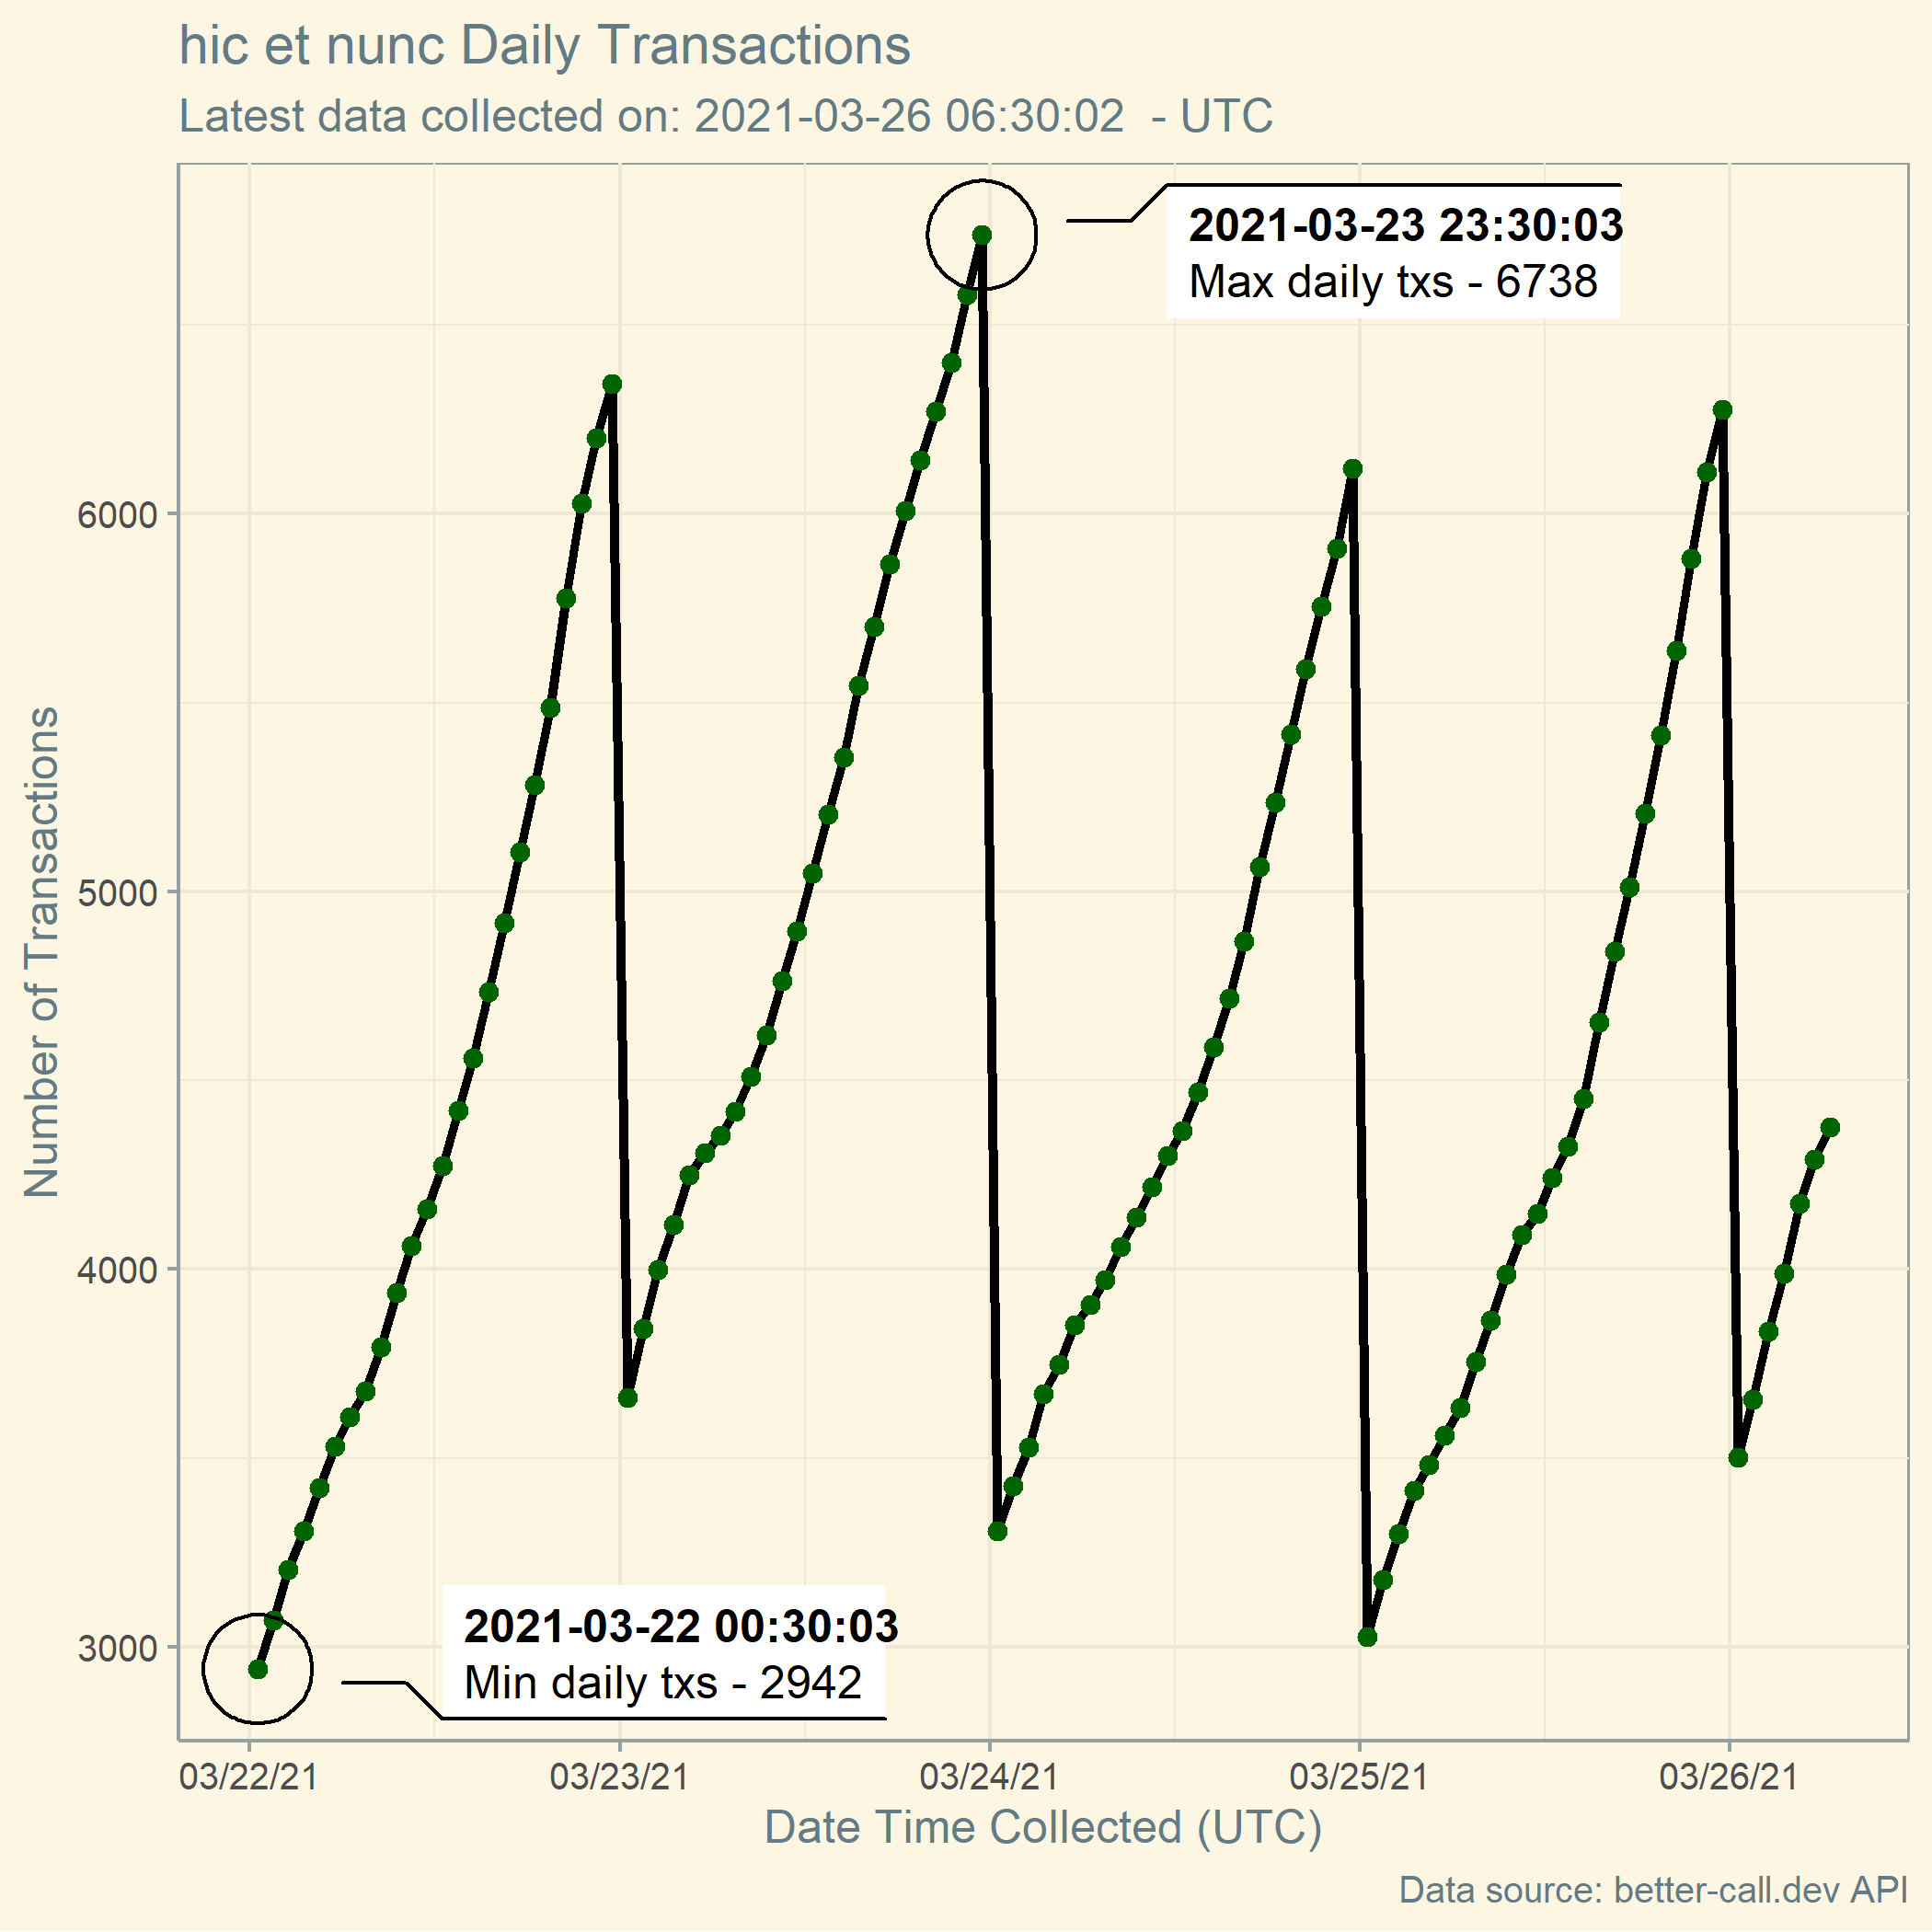 hic et nunc Daily Transactions
Latest data collected on: 2021-03-26 06:30:02  - UTC
2021-03-23 23:30:03
Max daily txs - 6738
Number of Transactions
6000
5000
4000
3000
2021-03-22 00:30:03
Min daily txs - 2942
03/22/21 03/23/21 03/24/21 03/25/21 03/26/21
Date Time Collected (UTC)
Data source: better-call.dev API